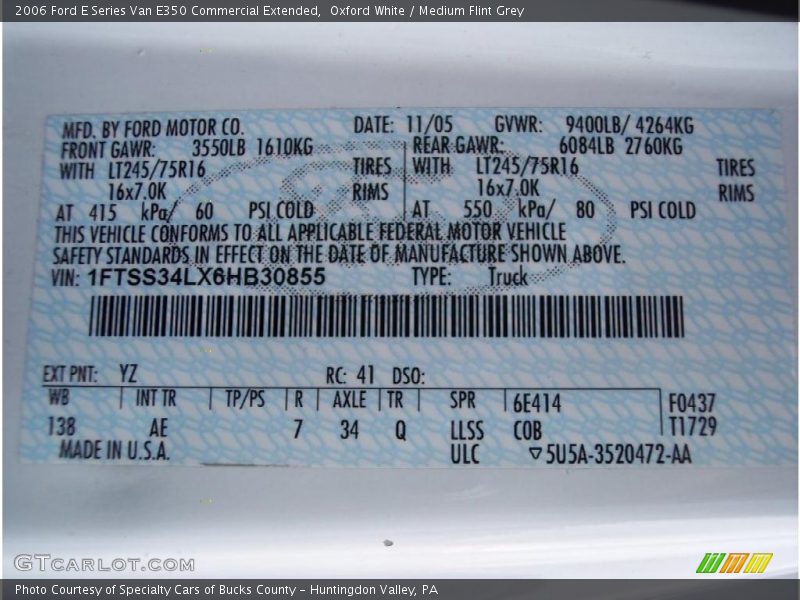 2006 Ford E Series Van E350 Commercial Extended,  Oxford White / Medium Flint Grey
MFD. BY FORD MOTOR CO. DATE: 11/05 GVWR: 9400LB/ 4264KG
FRONT GAWR: 3550LB 1610KG REAR GAWR: 6084LB 2760KG
WITH LT245/75R16 TIRES WITH LT245/75R16 TIRES
16x7.0K RIMS 16x7.0K RIMS
AT 415 kPa/ 60 PSI COLD AT 550 kPa/ 80 PSI COLD
THIS VEHICLE CONFORMS TO ALL APPLICABLE FEDERAL MOTOR VEHICLE
SAFETY STANDARDS IN EFFECT ON THE DATE OF MANUFACTURE SHOWN ABOVE.
VIN: 1FTSS34LX6HB30855 TYPE: Truck
EXT PNT: YZ RC: 41 DSO:
WB INT TR TP/PS R AXLE TR SPR 6E414 F0437
138 AE 7 34 Q LLSS COB T1729
MADE IN U.S.A. ULC ▽5U5A-3520472-AA
GTCARLOT.COM
Photo Courtesy of Specialty Cars of Bucks County – Huntingdon Valley, PA